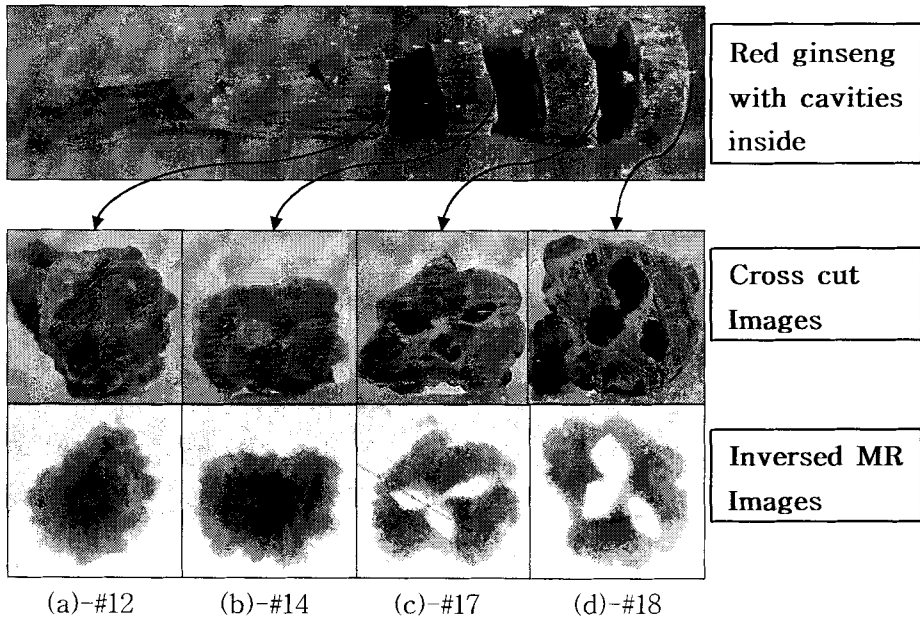 Red ginseng
with cavities
inside
Cross cut
Images
Inversed MR
Images
(a)-#12 (b)-#14 (c)-#17 (d)-#18